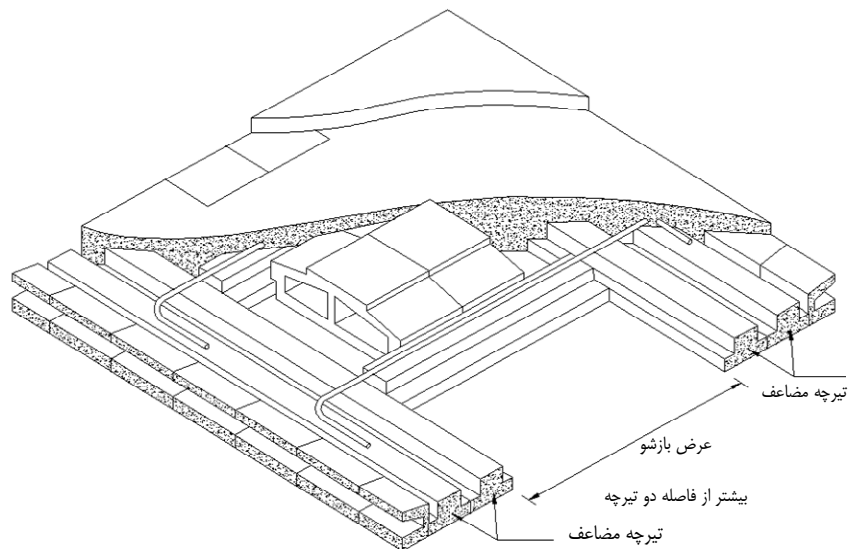 تیرچه مضاعف
عرض بازشو
بیشتر از فاصله دو تیرچه
تیرچه مضاعف